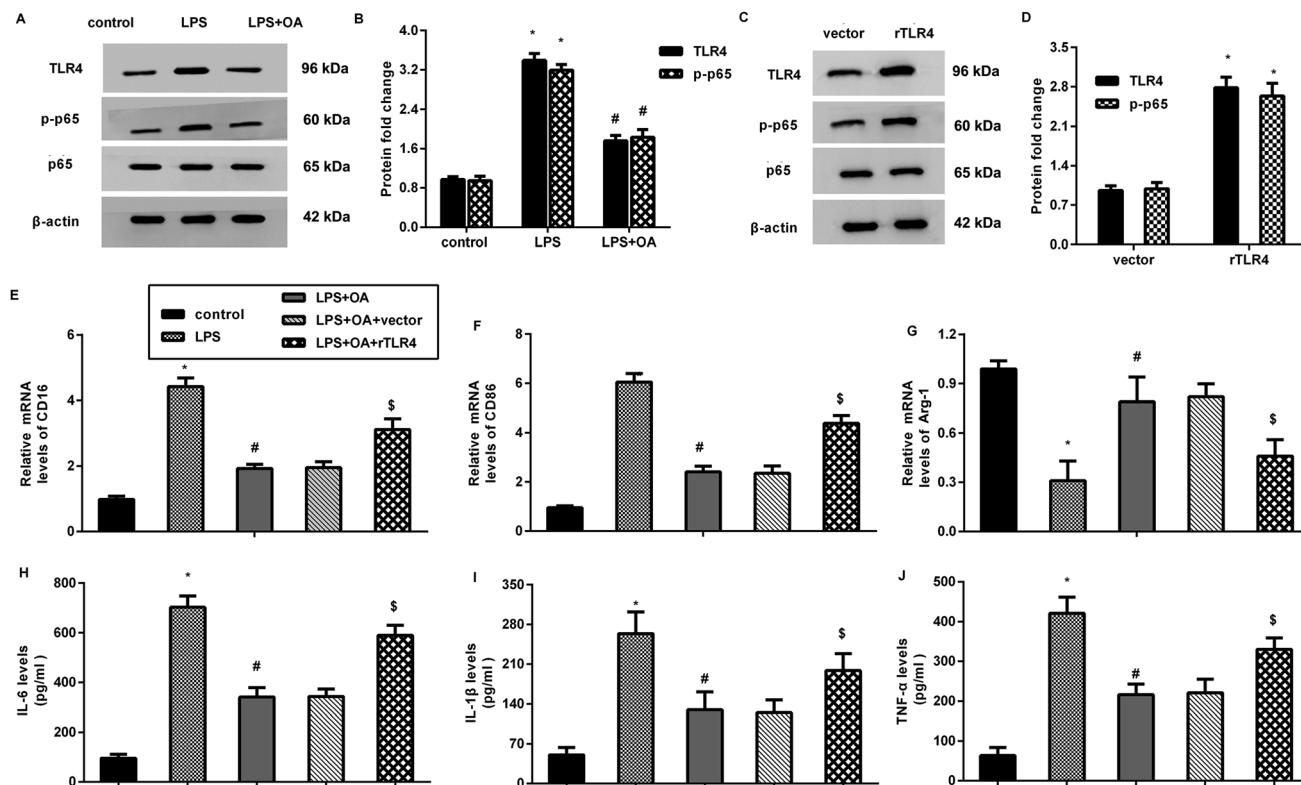 A
control LPS LPS+OA
TLR4 96 kDa
p-p65 60 kDa
p65 65 kDa
β-actin 42 kDa
B
Protein fold change
4.0
3.2
2.4
1.6
0.8
0.0
* *
# #
TLR4
p-p65
control LPS LPS+OA
C
vector rTLR4
TLR4 96 kDa
p-p65 60 kDa
p65 65 kDa
β-actin 42 kDa
D
Protein fold change
3.5
2.8
2.1
1.4
0.7
0.0
* *
TLR4
p-p65
vector rTLR4
E
control
LPS
LPS+OA
LPS+OA+vector
LPS+OA+rTLR4
Relative mRNA
levels of CD16
6
4
2
0
* # $
F
Relative mRNA
levels of CD86
8
6
4
2
0
# $
G
Relative mRNA
levels of Arg-1
1.2
0.9
0.6
0.3
0.0
* # $
H
IL-6 levels
(pg/ml )
800
600
400
200
0
* # $
I
IL-1β levels
(pg/ml )
350
280
210
140
70
0
* # $
J
TNF-α levels
(pg/ml )
500
400
300
200
100
0
* # $